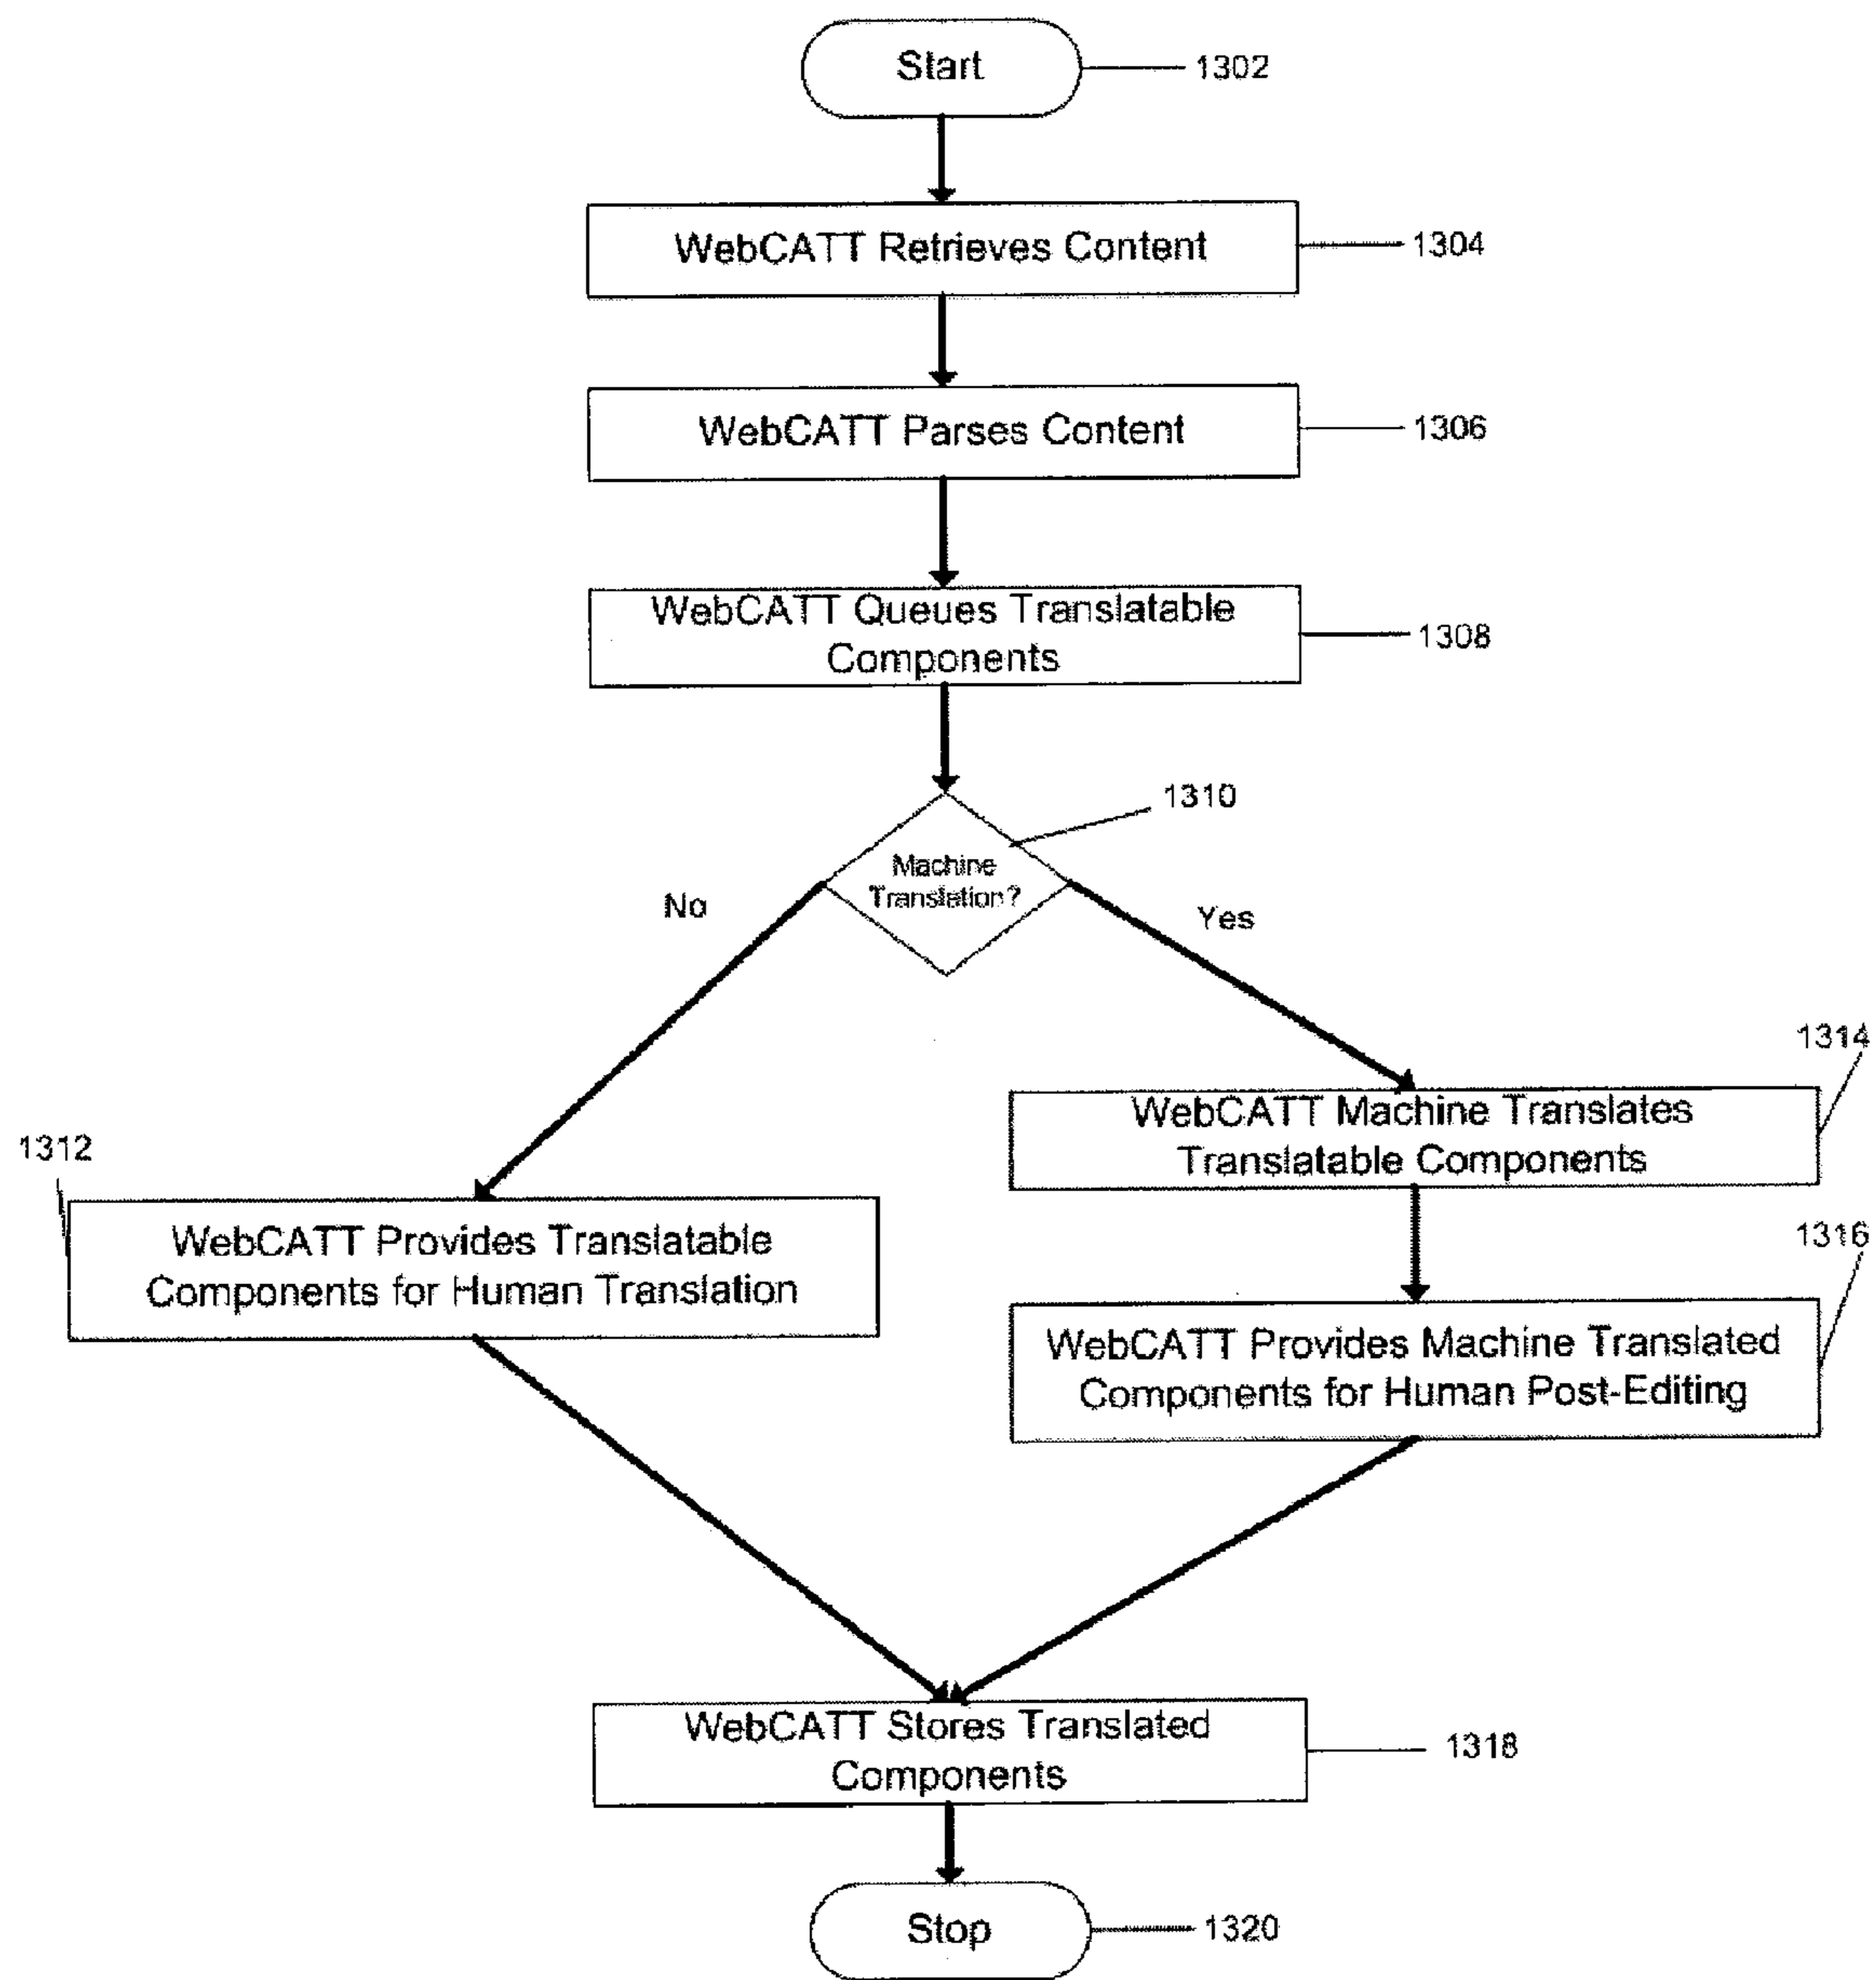 Start
1302
WebCATT Retrieves Content
1304
WebCATT Parses Content
1306
WebCATT Queues Translatable
Components
1308
1310
Machine
Translation?
No
Yes
1312
WebCATT Provides Translatable
Components for Human Translation
1314
WebCATT Machine Translates
Translatable Components
1316
WebCATT Provides Machine Translated
Components for Human Post-Editing
WebCATT Stores Translated
Components
1318
Stop
1320